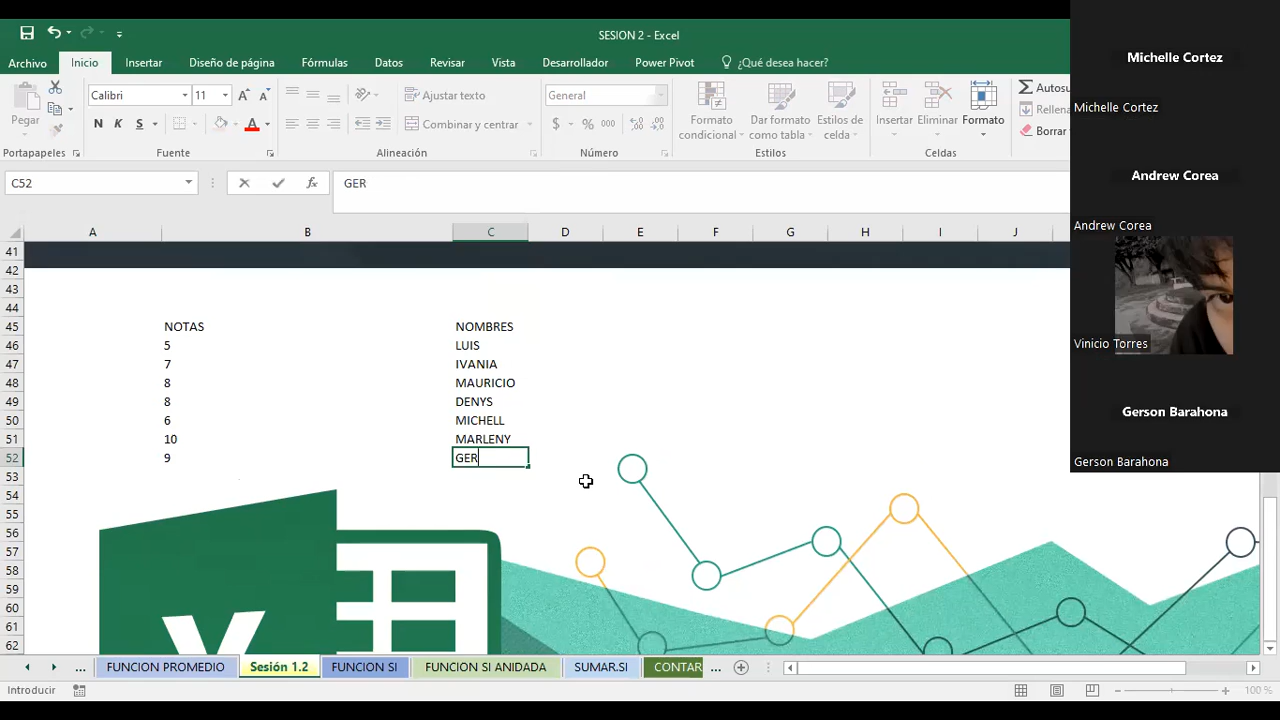 SESION 2 - Excel
Archivo Inicio Insertar Diseño de página Fórmulas Datos Revisar Vista Desarrollador Power Pivot ¿Qué desea hacer?
Pegar
Portapapeles
Calibri 11
N K S
Fuente
Ajustar texto
Combinar y centrar
Alineación
General
$ % 000
Número
Formato condicional
Dar formato como tabla
Estilos de celda
Estilos
Insertar
Eliminar
Formato
Celdas
Autosu
Rellena
Borrar
C52
GER
A B C D E F G H I J
41
42
43
44
45 NOTAS NOMBRES
46 5 LUIS
47 7 IVANIA
48 8 MAURICIO
49 8 DENYS
50 6 MICHELL
51 10 MARLENY
52 9 GER
53
54
55
56
57
58
59
60
61
62
... FUNCION PROMEDIO Sesión 1.2 FUNCION SI FUNCION SI ANIDADA SUMAR.SI CONTAR ...
Introducir
100 %
Michelle Cortez
Michelle Cortez
Andrew Corea
Andrew Corea
Vinicio Torres
Gerson Barahona
Gerson Barahona